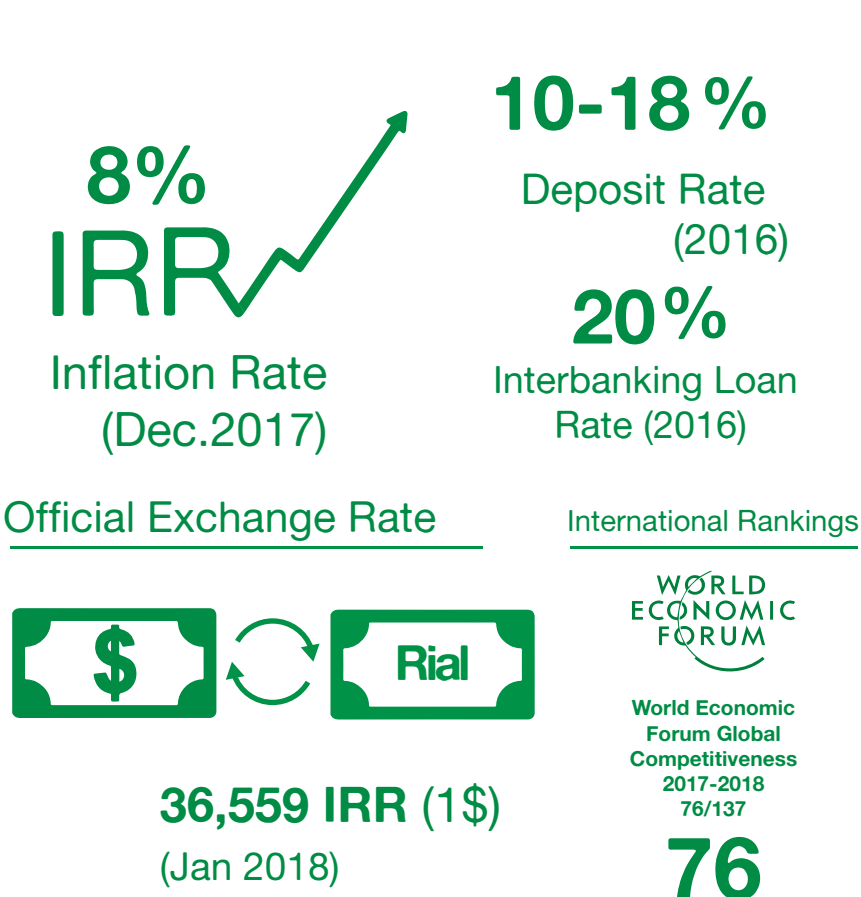 8%
IRR
Inflation Rate
(Dec.2017)
10-18%
Deposit Rate
(2016)
20%
Interbanking Loan
Rate (2016)
Official Exchange Rate
$
Rial
36,559 IRR (1$)
(Jan 2018)
International Rankings
WORLD
ECONOMIC
FORUM
World Economic
Forum Global
Competitiveness
2017-2018
76/137
76